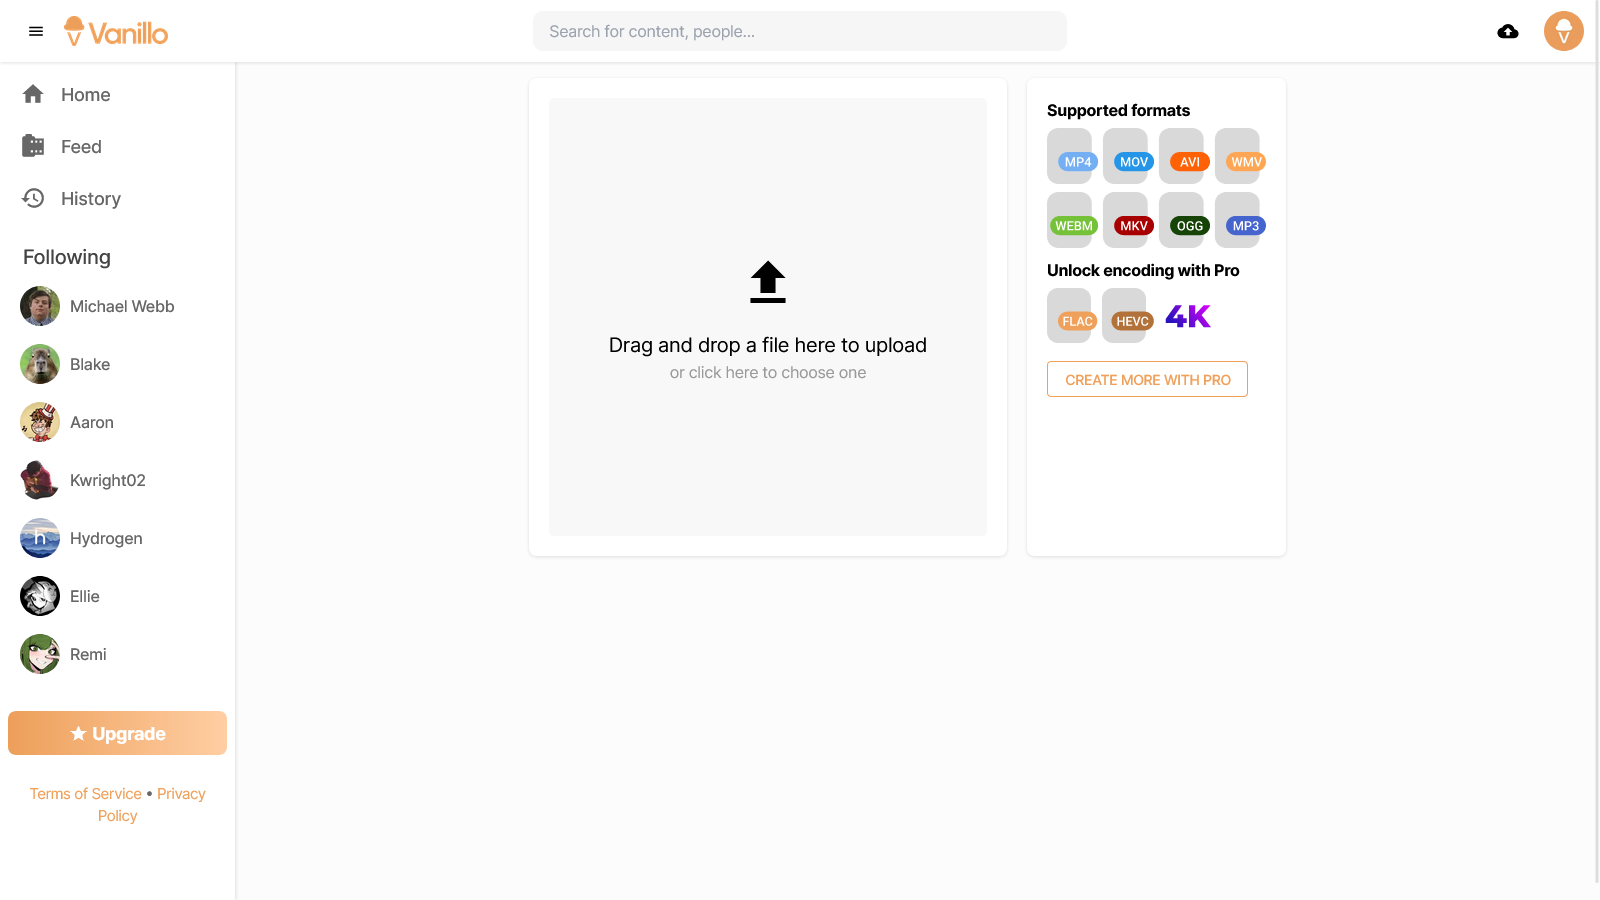 Vanillo
Search for content, people...
Home
Feed
History
Following
Michael Webb
Blake
Aaron
Kwright02
h
Hydrogen
Ellie
Remi
Upgrade
Terms of Service • Privacy
Policy
Drag and drop a file here to upload
or click here to choose one
Supported formats
MP4 MOV AVI WMV
WEBM MKV OGG MP3
Unlock encoding with Pro
FLAC HEVC 4K
CREATE MORE WITH PRO